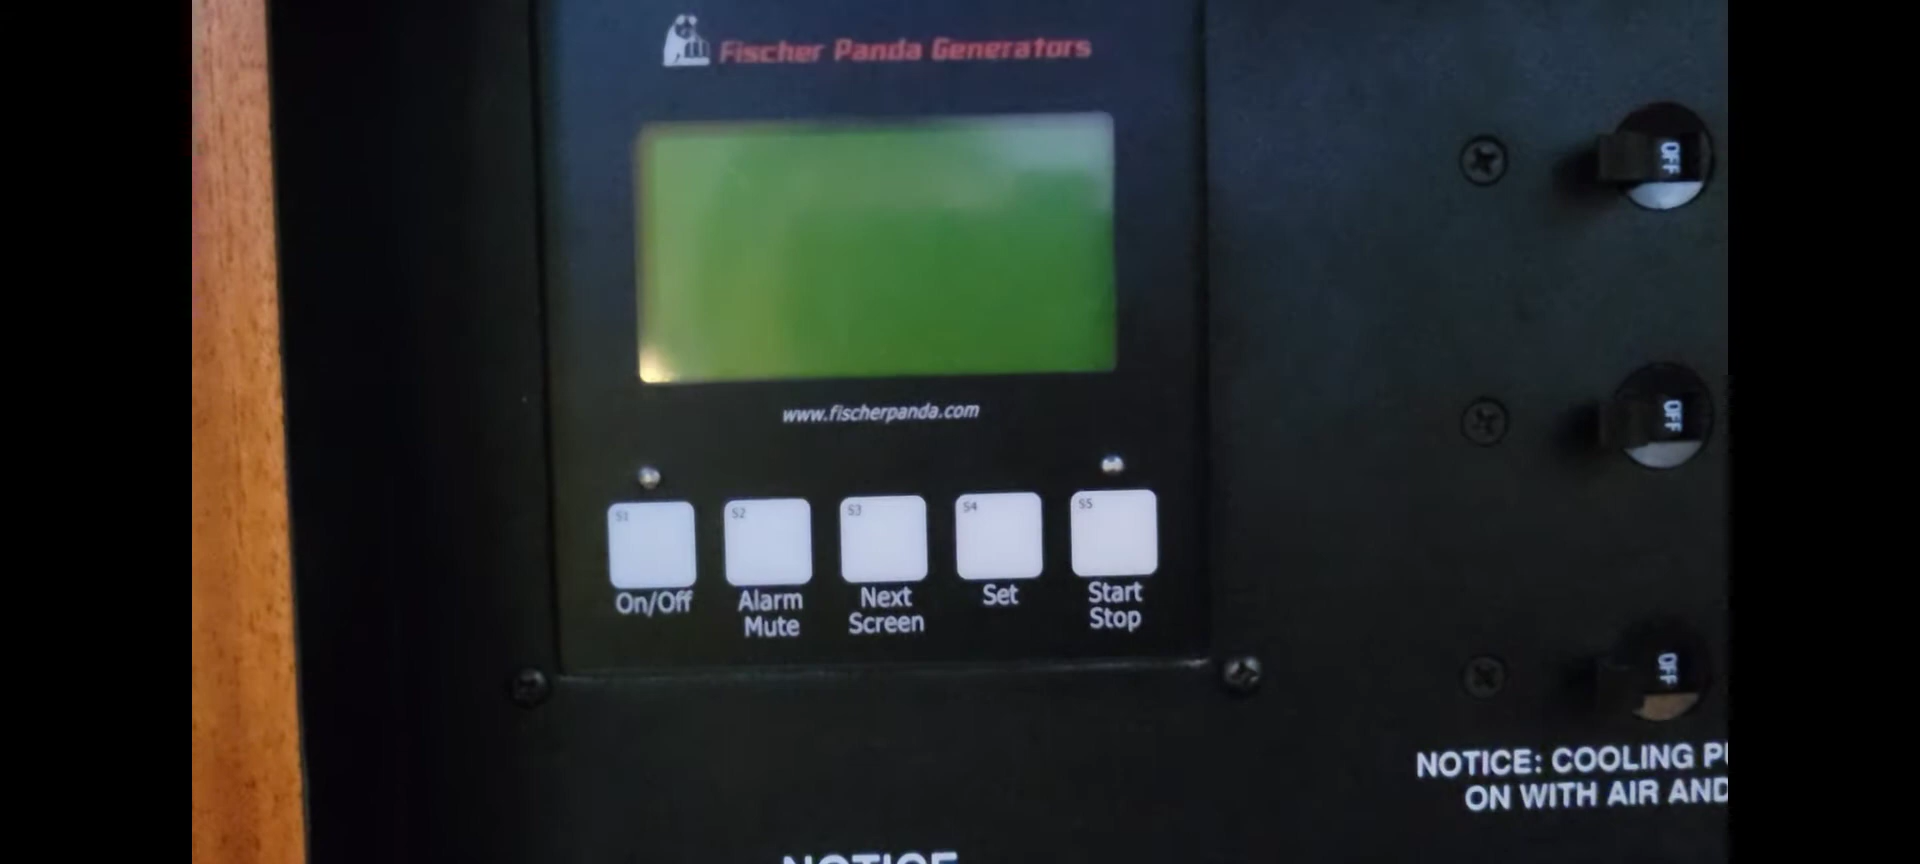 Fischer Panda Generators
OFF
www.fischerpanda.com
OFF
S1 S2 S3 S4 S5
On/Off Alarm Mute Next Screen Set Start Stop
OFF
NOTICE: COOLING
ON WITH AIR AND
NOTICE